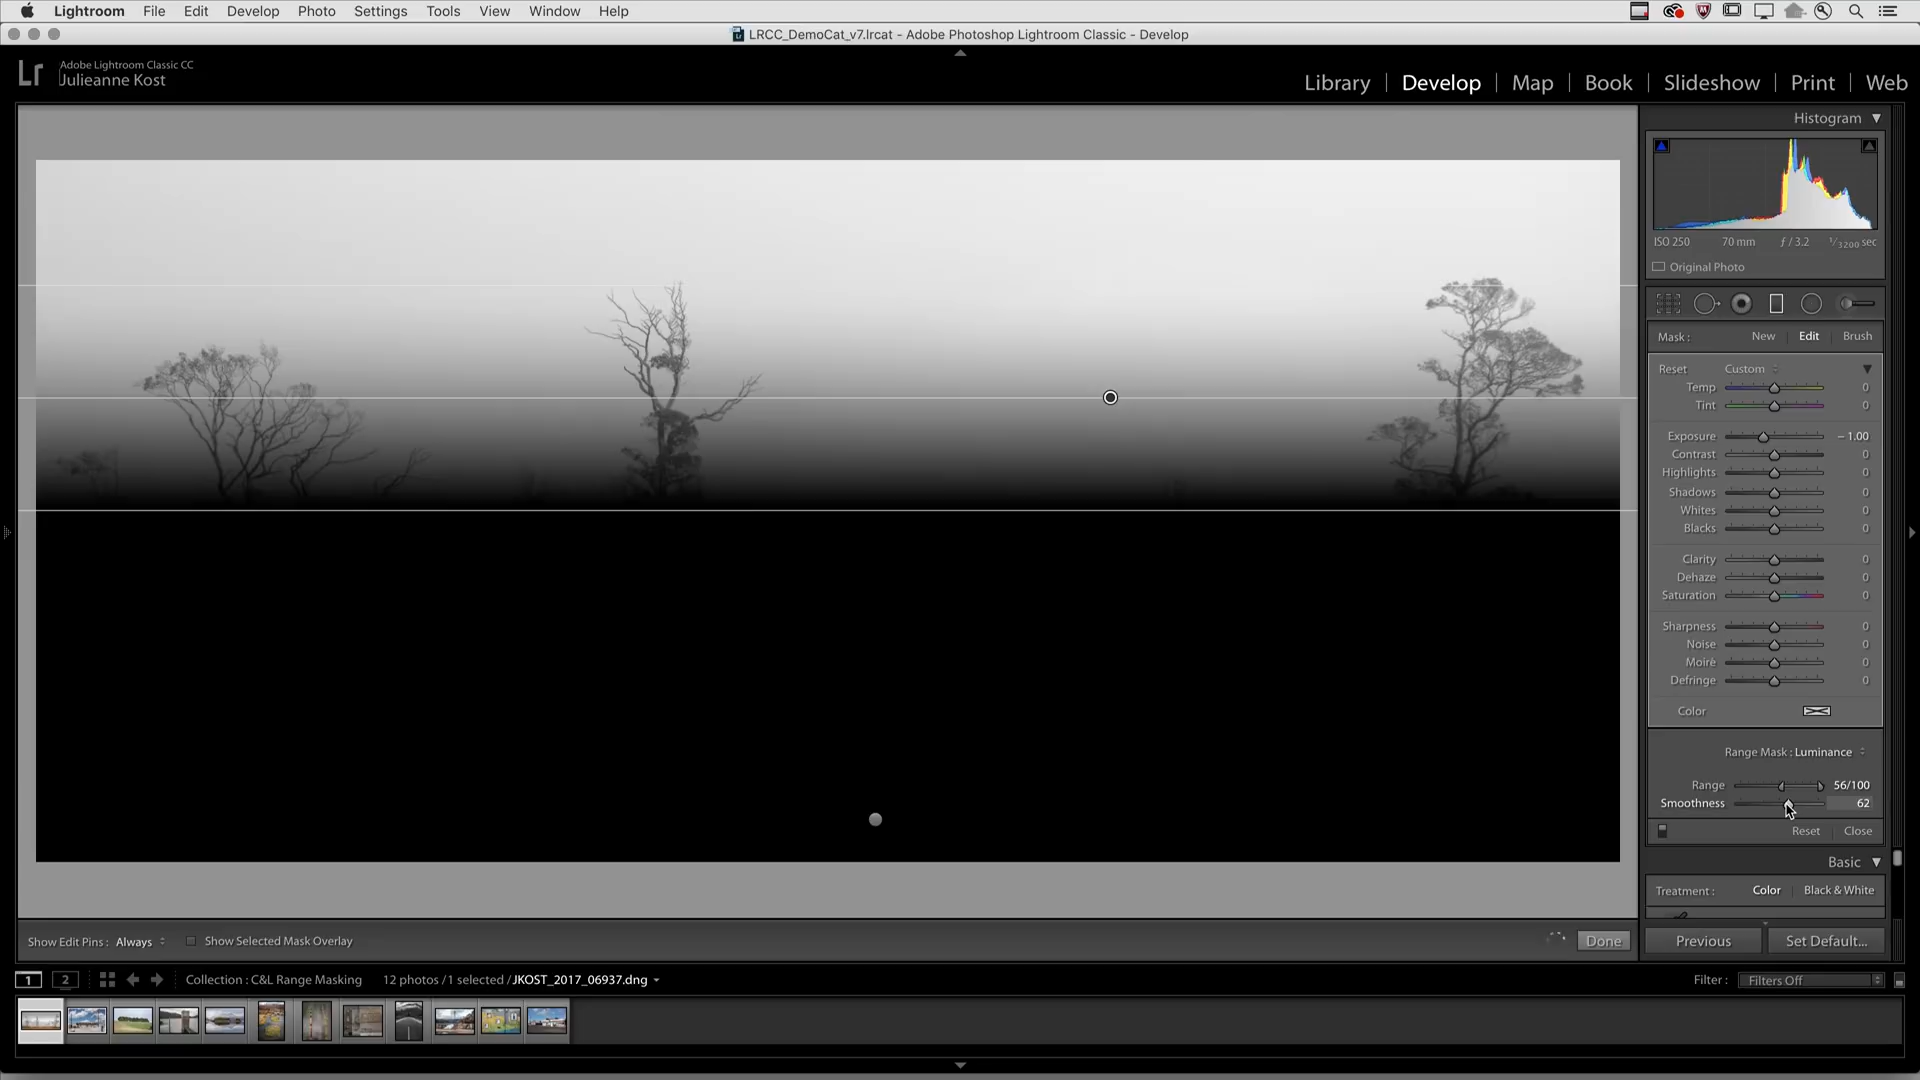 Lightroom File Edit Develop Photo Settings Tools View Window Help
LRCC_DemoCat_v7.lrcat - Adobe Photoshop Lightroom Classic - Develop
Lr
Adobe Lightroom Classic CC
Julieanne Kost
Library | Develop | Map | Book | Slideshow | Print | Web
Histogram
ISO 250 70 mm ƒ / 3.2 1/3200 sec
Original Photo
Mask : New Edit Brush
Reset Custom
Temp 0
Tint 0
Exposure – 1.00
Contrast 0
Highlights 0
Shadows 0
Whites 0
Blacks 0
Clarity 0
Dehaze 0
Saturation 0
Sharpness 0
Noise 0
Moiré 0
Defringe 0
Color
Range Mask : Luminance
Range 56/100
Smoothness 62
Reset Close
Basic
Treatment : Color Black & White
Show Edit Pins : Always Show Selected Mask Overlay Done
Previous Set Default...
1 2 Collection : C&L Range Masking 12 photos /1 selected /JKOST_2017_06937.dng Filter : Filters Off